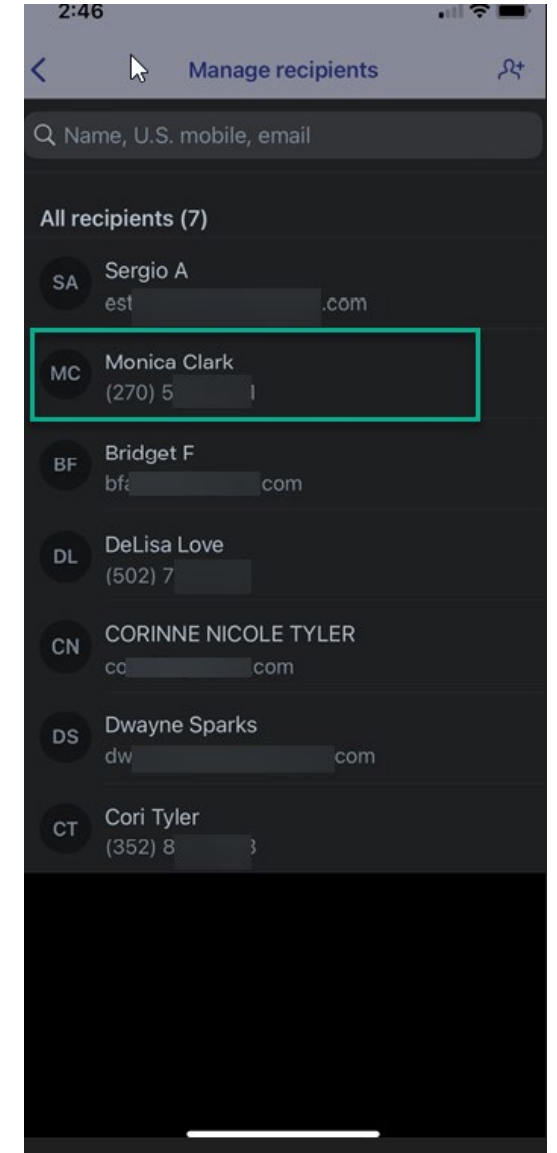 2:46
Manage recipients
Name, U.S. mobile, email
All recipients (7)
SA
Sergio A
est .com
MC
Monica Clark
(270) 5
BF
Bridget F
com
DL
DeLisa Love
(502) 7
CN
CORINNE NICOLE TYLER
co com
DS
Dwayne Sparks
dw com
CT
Cori Tyler
(352) 8 3